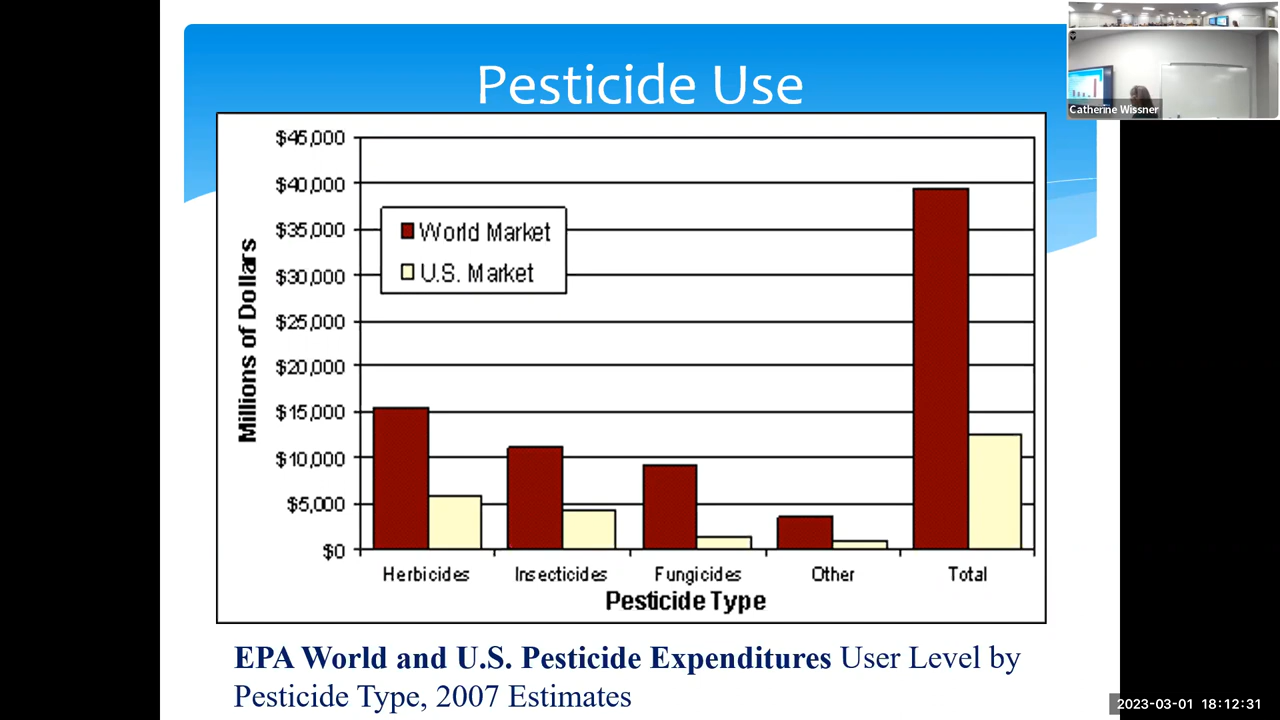 Pesticide Use
Catherine Wissner
$45,000
$40,000
$35,000
$30,000
$25,000
$20,000
$15,000
$10,000
$5,000
$0
Millions of Dollars
World Market
U.S. Market
Herbicides Insecticides Fungicides Other Total
Pesticide Type
EPA World and U.S. Pesticide Expenditures User Level by
Pesticide Type, 2007 Estimates
2023-03-01 18:12:31